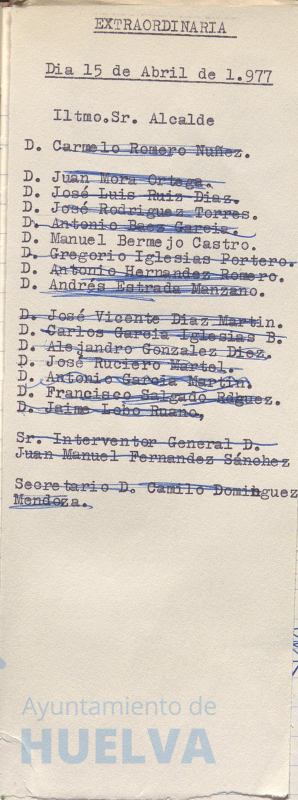 EXTRAORDINARIA
Dia 15 de Abril de 1.977
Iltmo.Sr. Alcalde
D. Carmelo Romero Nuñez.
D. Juan Mora Ortega.
D. José Luis Ruiz Diaz.
D. José Rodriguez Torres.
D. Antonio Baez Garcia.
D. Manuel Bermejo Castro.
D. Gregorio Iglesias Portero.
D. Antonio Hernandez Romero.
D. Andrés Estrada Manzano.
D. José Vicente Diaz Martin.
D. Carlos Garcia Iglesias B.
D. Alejandro Gonzalez Diez.
D. José Ruciero Martel.
D. Antonio Garcia Martin.
D. Francisco Salgado Rdguez.
D. Jaime Lobo Ruano,
Sr. Interventor General D.
Juan Manuel Fernandez Sánchez
Secretario D. Camilo Dominguez
Mendoza.
Ayuntamiento de
HUELVA